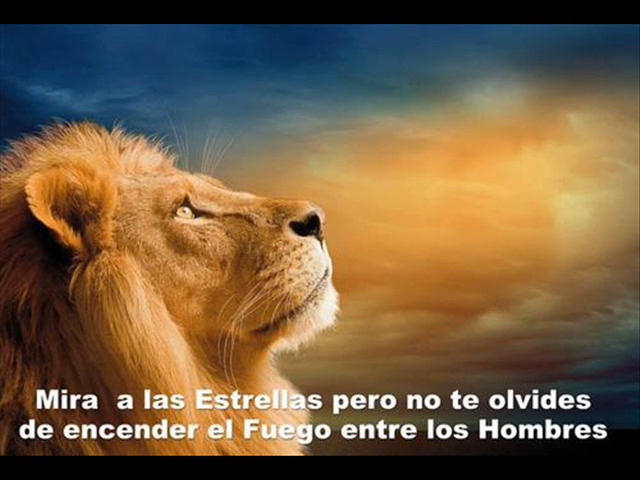 Mira  a las Estrellas pero no te olvides
de encender el Fuego entre los Hombres